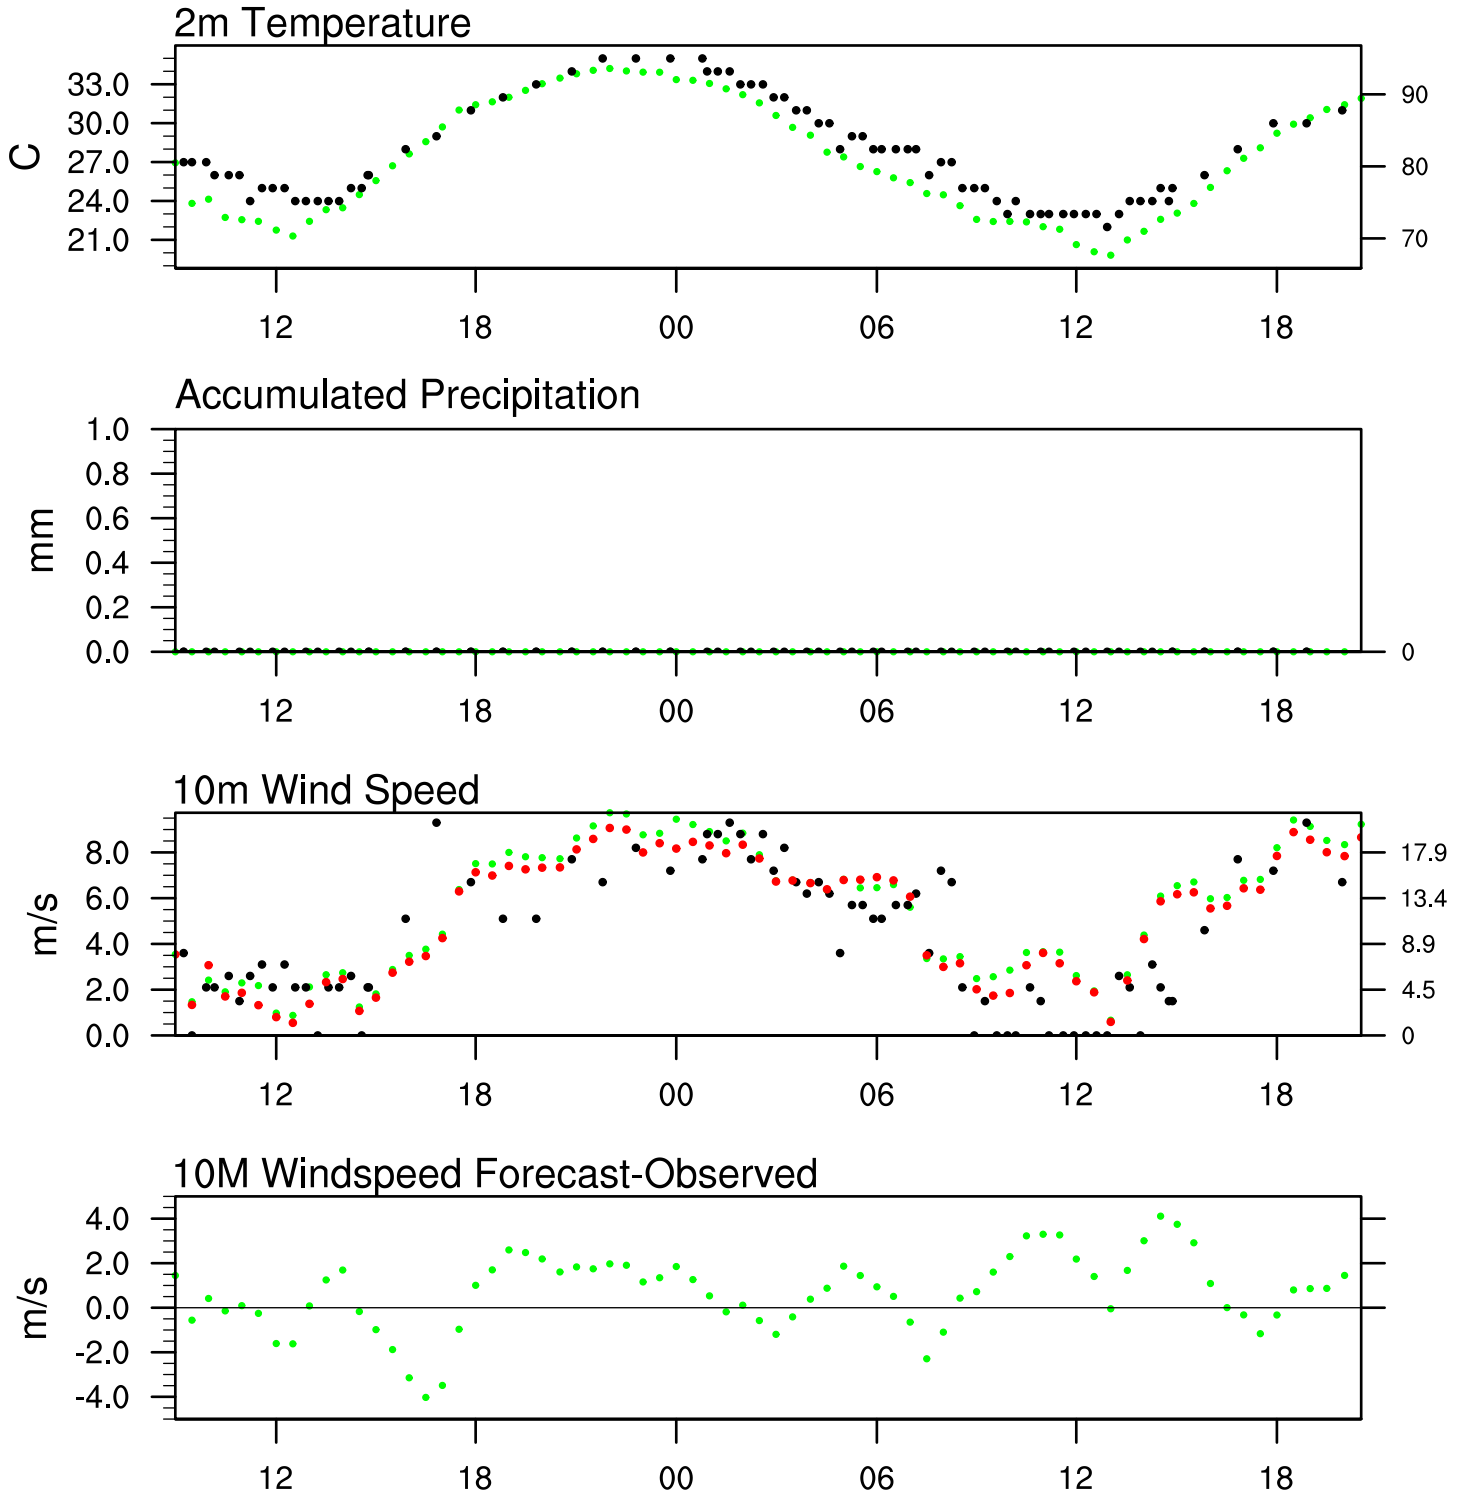 2m Temperature
33.0
30.0
27.0
24.0
21.0
C
90
80
70
12 18 00 06 12 18
Accumulated Precipitation
1.0
0.8
0.6
0.4
0.2
0.0
mm
0
12 18 00 06 12 18
10m Wind Speed
8.0
6.0
4.0
2.0
0.0
m/s
17.9
13.4
8.9
4.5
0
12 18 00 06 12 18
10M Windspeed Forecast-Observed
4.0
2.0
0.0
-2.0
-4.0
m/s
12 18 00 06 12 18